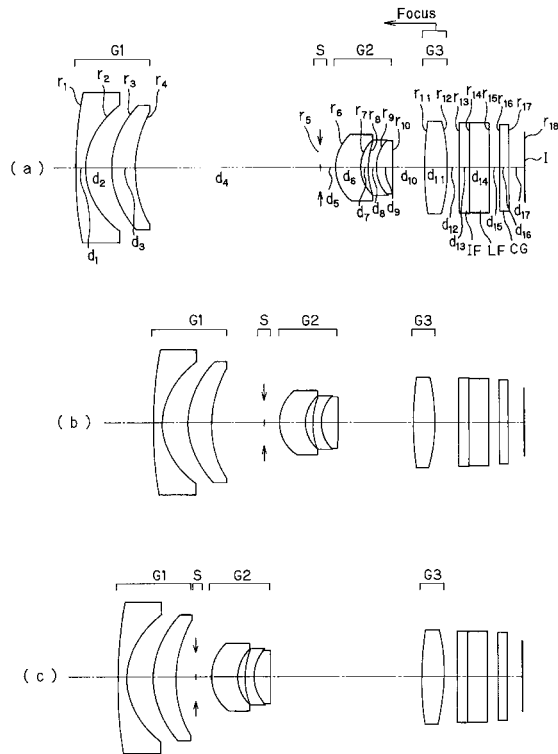 Focus
G1 S G2 G3
r1 r2 r3 r4 r5 r6 r7 r8 r9 r10 r11 r12 r13 r14 r15 r16 r17 r18
I
(a)
d2 d4 d6 d10 d11 d14
d1 d3 d5 d7 d8 d9 d12 d13 d15 d16 d17
IF LF CG
G1 S G2 G3
(b)
G1 S G2 G3
(c)